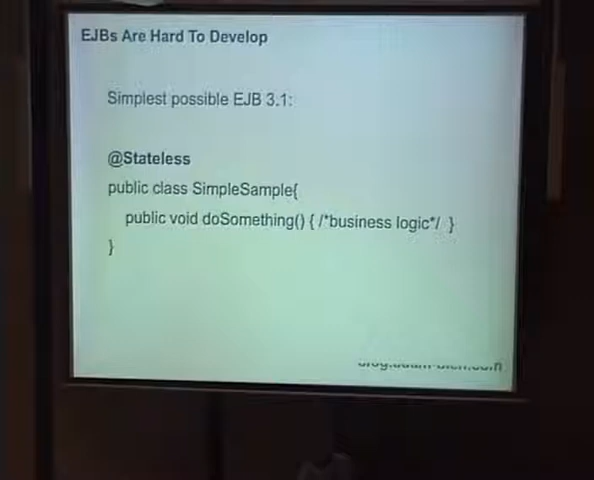 EJBs Are Hard To Develop
Simplest possible EJB 3.1:
@Stateless
public class SimpleSample{
public void doSomething() { /*business logic*/ }
}